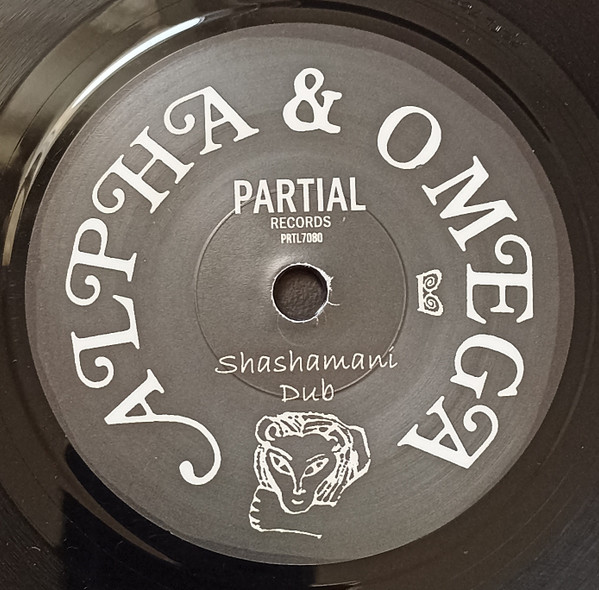 ALPHA & OMEGA
PARTIAL
RECORDS
PRTL7080
B
Shashamani
Dub